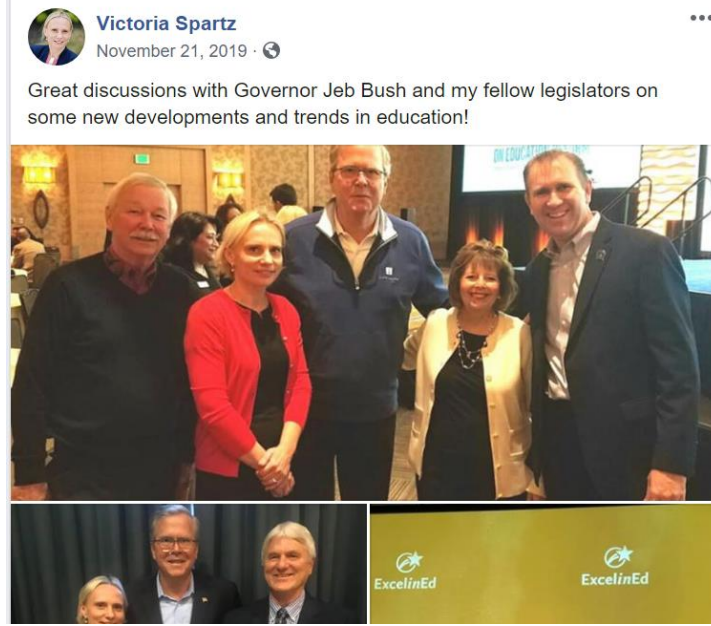 Victoria Spartz
November 21, 2019
Great discussions with Governor Jeb Bush and my fellow legislators on
some new developments and trends in education!
ON EDUCATION
ExcelinEd
ExcelinEd